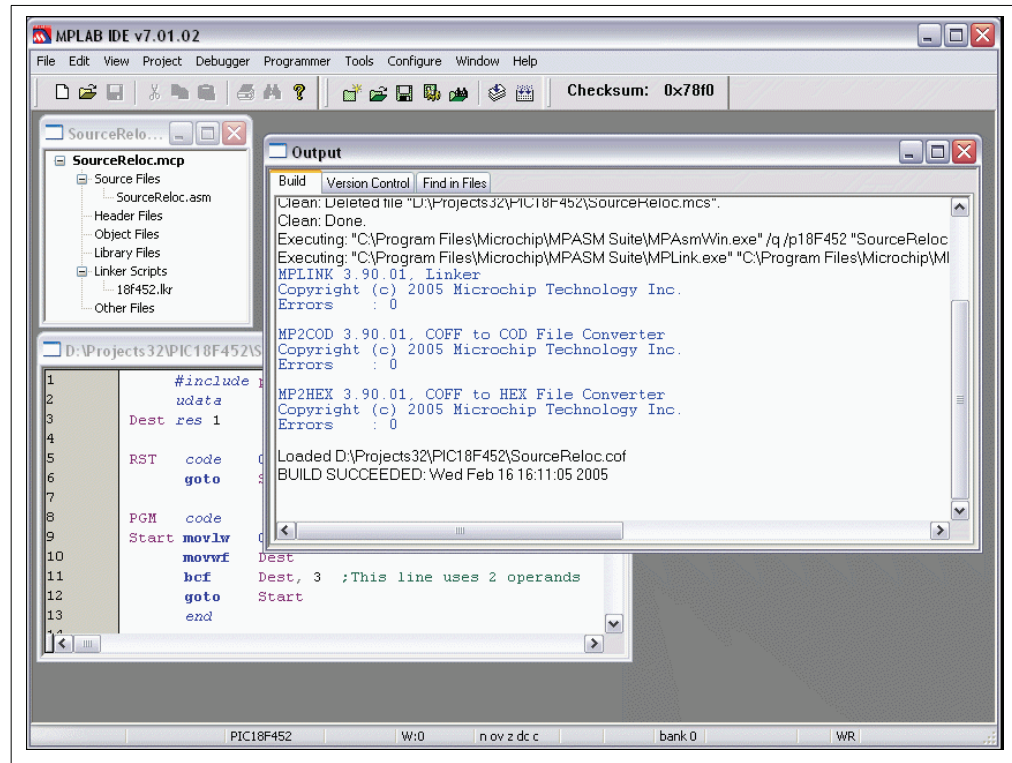 MPLAB IDE v7.01.02
File Edit View Project Debugger Programmer Tools Configure Window Help
Checksum: 0x78f0
SourceRelo...
SourceReloc.mcp
Source Files
SourceReloc.asm
Header Files
Object Files
Library Files
Linker Scripts
18f452.lkr
Other Files
Output
Build Version Control Find in Files
Clean: Deleted file "D:\Projects32\PIC18F452\SourceReloc.mcs".
Clean: Done.
Executing: "C:\Program Files\Microchip\MPASM Suite\MPAsmWin.exe" /q /p18F452 "SourceReloc
Executing: "C:\Program Files\Microchip\MPASM Suite\MPLink.exe" "C:\Program Files\Microchip\
MPLINK 3.90.01, Linker
Copyright (c) 2005 Microchip Technology Inc.
Errors : 0
MP2COD 3.90.01, COFF to COD File Converter
Copyright (c) 2005 Microchip Technology Inc.
Errors : 0
MP2HEX 3.90.01, COFF to HEX File Converter
Copyright (c) 2005 Microchip Technology Inc.
Errors : 0
Loaded D:\Projects32\PIC18F452\SourceReloc.cof
BUILD SUCCEEDED: Wed Feb 16 16:11:05 2005
D:\Projects32\PIC18F452\S
1 #include
2 udata
3 Dest res 1
4
5 RST code
6 goto
7
8 PGM code
9 Start movlw
10 movwf Dest
11 bcf Dest, 3 ;This line uses 2 operands
12 goto Start
13 end
PIC18F452 W:0 n ov z dc c bank 0 WR